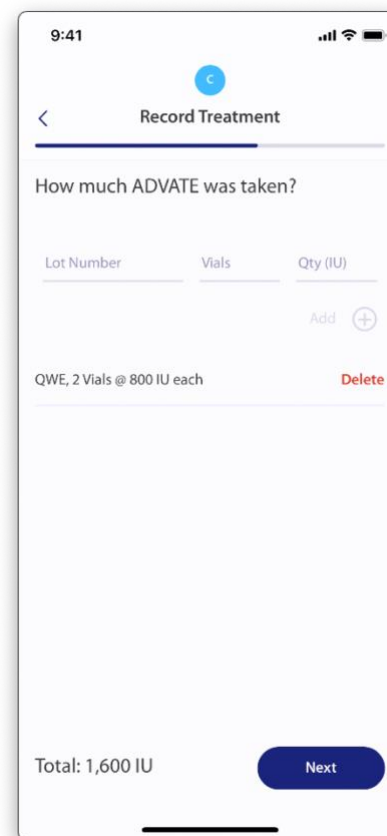 9:41
C
Record Treatment
How much ADVATE was taken?
Lot Number Vials Qty (IU)
Add
QWE, 2 Vials @ 800 IU each Delete
Total: 1,600 IU Next